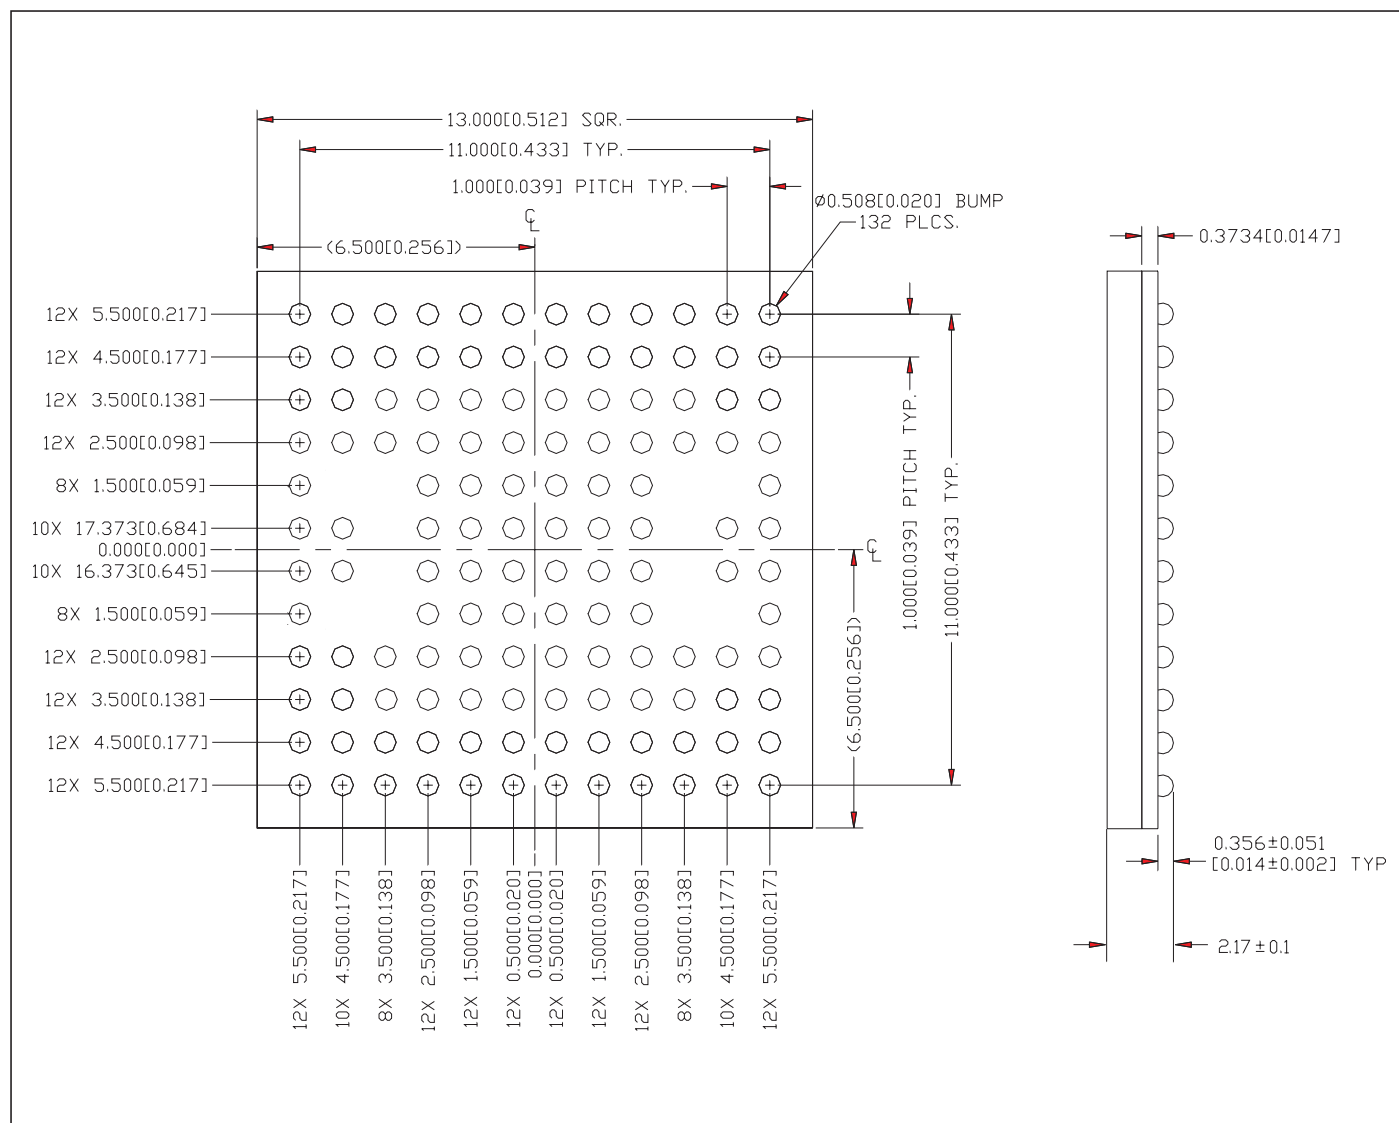 13.000[0.512] SQR.
11.000[0.433] TYP.
1.000[0.039] PITCH TYP.
Ø0.508[0.020] BUMP
132 PLCS.
℄
(6.500[0.256])
0.3734[0.0147]
12X 5.500[0.217]
12X 4.500[0.177]
12X 3.500[0.138]
12X 2.500[0.098]
8X 1.500[0.059]
10X 17.373[0.684]
0.000[0.000]
10X 16.373[0.645]
8X 1.500[0.059]
12X 2.500[0.098]
12X 3.500[0.138]
12X 4.500[0.177]
12X 5.500[0.217]
1.000[0.039] PITCH TYP.
11.000[0.433] TYP.
℄
(6.500[0.256])
0.356±0.051
[0.014±0.002] TYP
2.17±0.1
12X 5.500[0.217]
10X 4.500[0.177]
8X 3.500[0.138]
12X 2.500[0.098]
12X 1.500[0.059]
12X 0.500[0.020]
0.000[0.000]
12X 0.500[0.020]
12X 1.500[0.059]
12X 2.500[0.098]
8X 3.500[0.138]
10X 4.500[0.177]
12X 5.500[0.217]